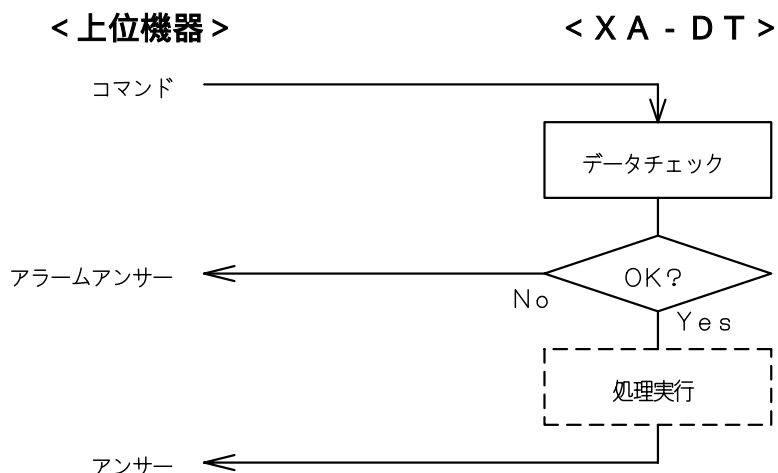 ＜上位機器＞ ＜ＸＡ-ＤＴ＞
コマンド
データチェック
アラームアンサー
ＯＫ？
Ｎｏ
Ｙｅｓ
処理実行
アンサー